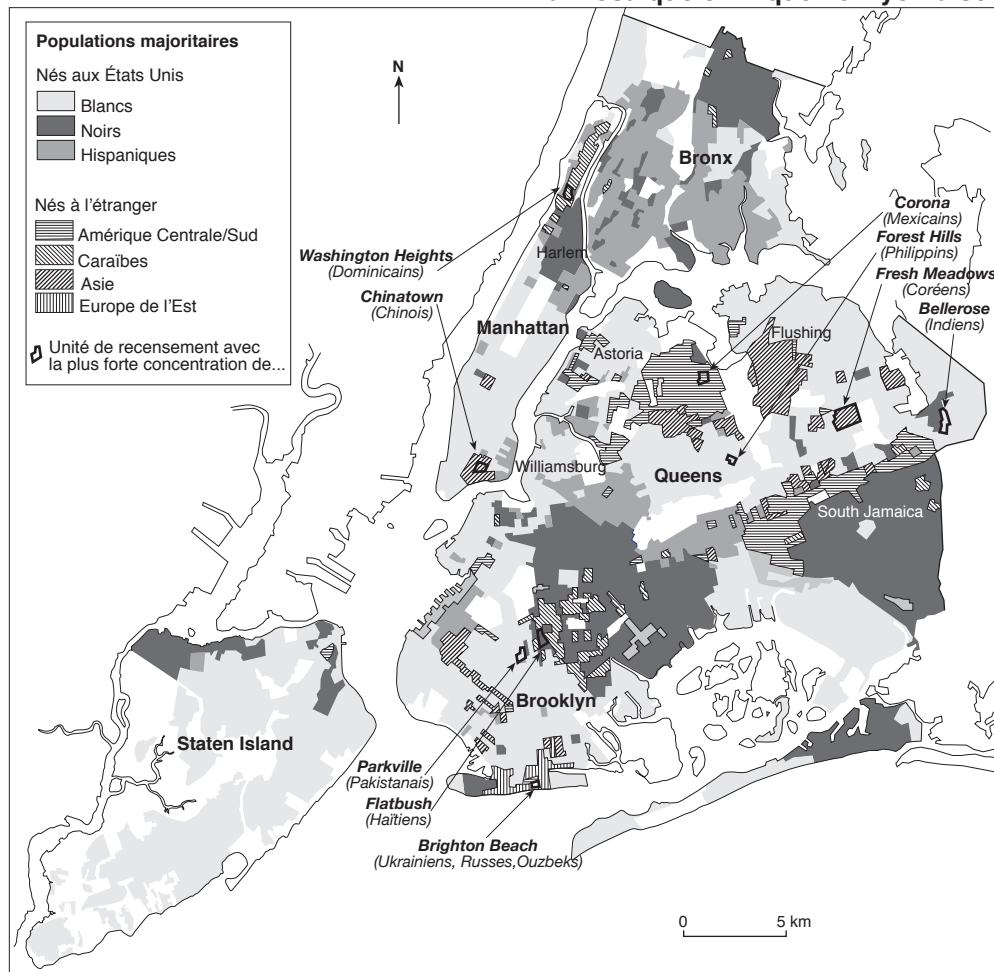 Populations majoritaires
Nés aux États Unis
Blancs
Noirs
Hispaniques
Nés à l'étranger
Amérique Centrale/Sud
Caraïbes
Asie
Europe de l'Est
Unité de recensement avec
la plus forte concentration de...
N
Bronx
Corona
(Mexicains)
Forest Hills
(Philippins)
Fresh Meadows
(Coréens)
Bellerose
(Indiens)
Washington Heights
(Dominicains)
Harlem
Chinatown
(Chinois)
Manhattan
Astoria
Flushing
Williamsburg
Queens
South Jamaica
Brooklyn
Staten Island
Parkville
(Pakistanais)
Flatbush
(Haïtiens)
Brighton Beach
(Ukrainiens, Russes,Ouzbeks)
0 5 km